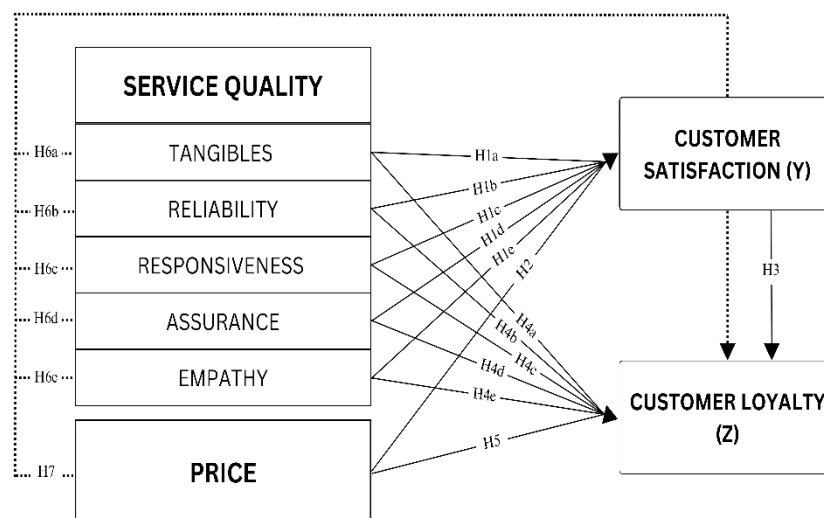 SERVICE QUALITY
H6a
TANGIBLES
H6b
RELIABILITY
H6c
RESPONSIVENESS
H6d
ASSURANCE
H6e
EMPATHY
H7
PRICE
H1a
H1b
H1c
H1d
H1e
H2
H4a
H4b
H4c
H4d
H4e
H5
CUSTOMER
SATISFACTION (Y)
H3
CUSTOMER LOYALTY
(Z)